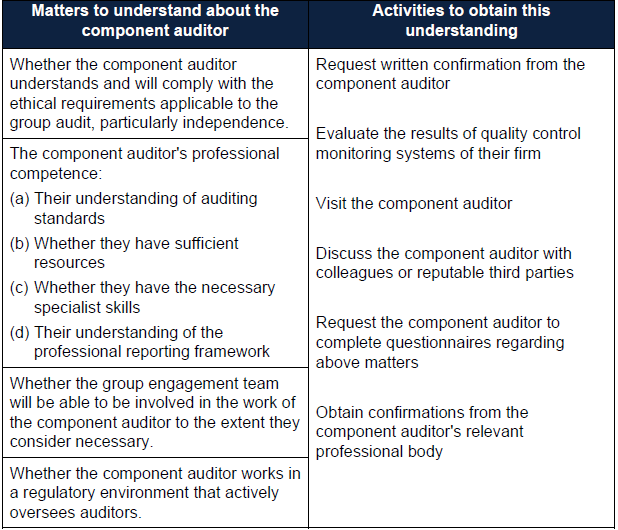 Matters to understand about the
component auditor
Activities to obtain this
understanding
Whether the component auditor
understands and will comply with the
ethical requirements applicable to the
group audit, particularly independence.
The component auditor's professional
competence:
(a) Their understanding of auditing
standards
(b) Whether they have sufficient
resources
(c) Whether they have the necessary
specialist skills
(d) Their understanding of the
professional reporting framework
Whether the group engagement team
will be able to be involved in the work of
the component auditor to the extent they
consider necessary.
Whether the component auditor works in
a regulatory environment that actively
oversees auditors.
Request written confirmation from the
component auditor
Evaluate the results of quality control
monitoring systems of their firm
Visit the component auditor
Discuss the component auditor with
colleagues or reputable third parties
Request the component auditor to
complete questionnaires regarding
above matters
Obtain confirmations from the
component auditor's relevant
professional body